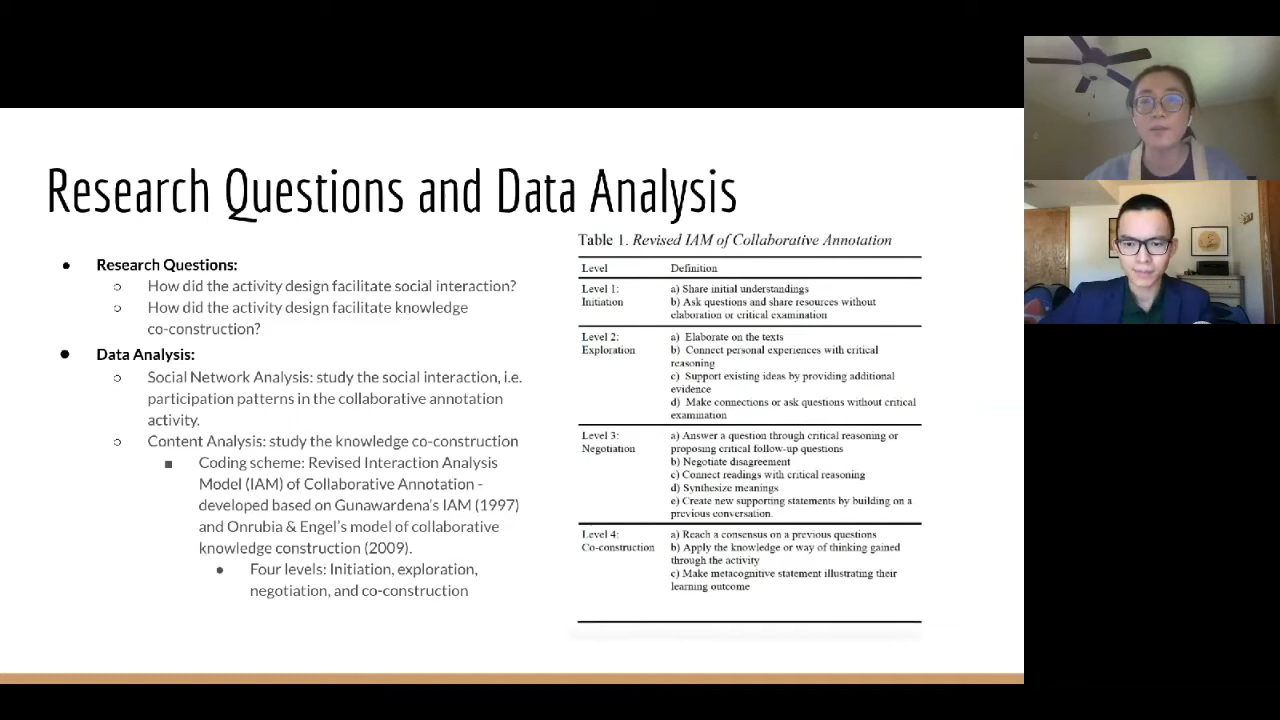 Research Questions and Data Analysis
● Research Questions:
○ How did the activity design facilitate social interaction?
○ How did the activity design facilitate knowledge
co-construction?
● Data Analysis:
○ Social Network Analysis: study the social interaction, i.e.
participation patterns in the collaborative annotation
activity.
○ Content Analysis: study the knowledge co-construction
■ Coding scheme: Revised Interaction Analysis
Model (IAM) of Collaborative Annotation -
developed based on Gunawardena's IAM (1997)
and Onrubia & Engel's model of collaborative
knowledge construction (2009).
● Four levels: Initiation, exploration,
negotiation, and co-construction
Table 1. Revised IAM of Collaborative Annotation
Level Definition
Level 1: a) Share initial understandings
Initiation b) Ask questions and share resources without
elaboration or critical examination
Level 2: a) Elaborate on the texts
Exploration b) Connect personal experiences with critical
reasoning
c) Support existing ideas by providing additional
evidence
d) Make connections or ask questions without critical
examination
Level 3: a) Answer a question through critical reasoning or
Negotiation proposing critical follow-up questions
b) Negotiate disagreement
c) Connect readings with critical reasoning
d) Synthesize meanings
e) Create new supporting statements by building on a
previous conversation.
Level 4: a) Reach a consensus on a previous questions
Co-construction b) Apply the knowledge or way of thinking gained
through the activity
c) Make metacognitive statement illustrating their
learning outcome